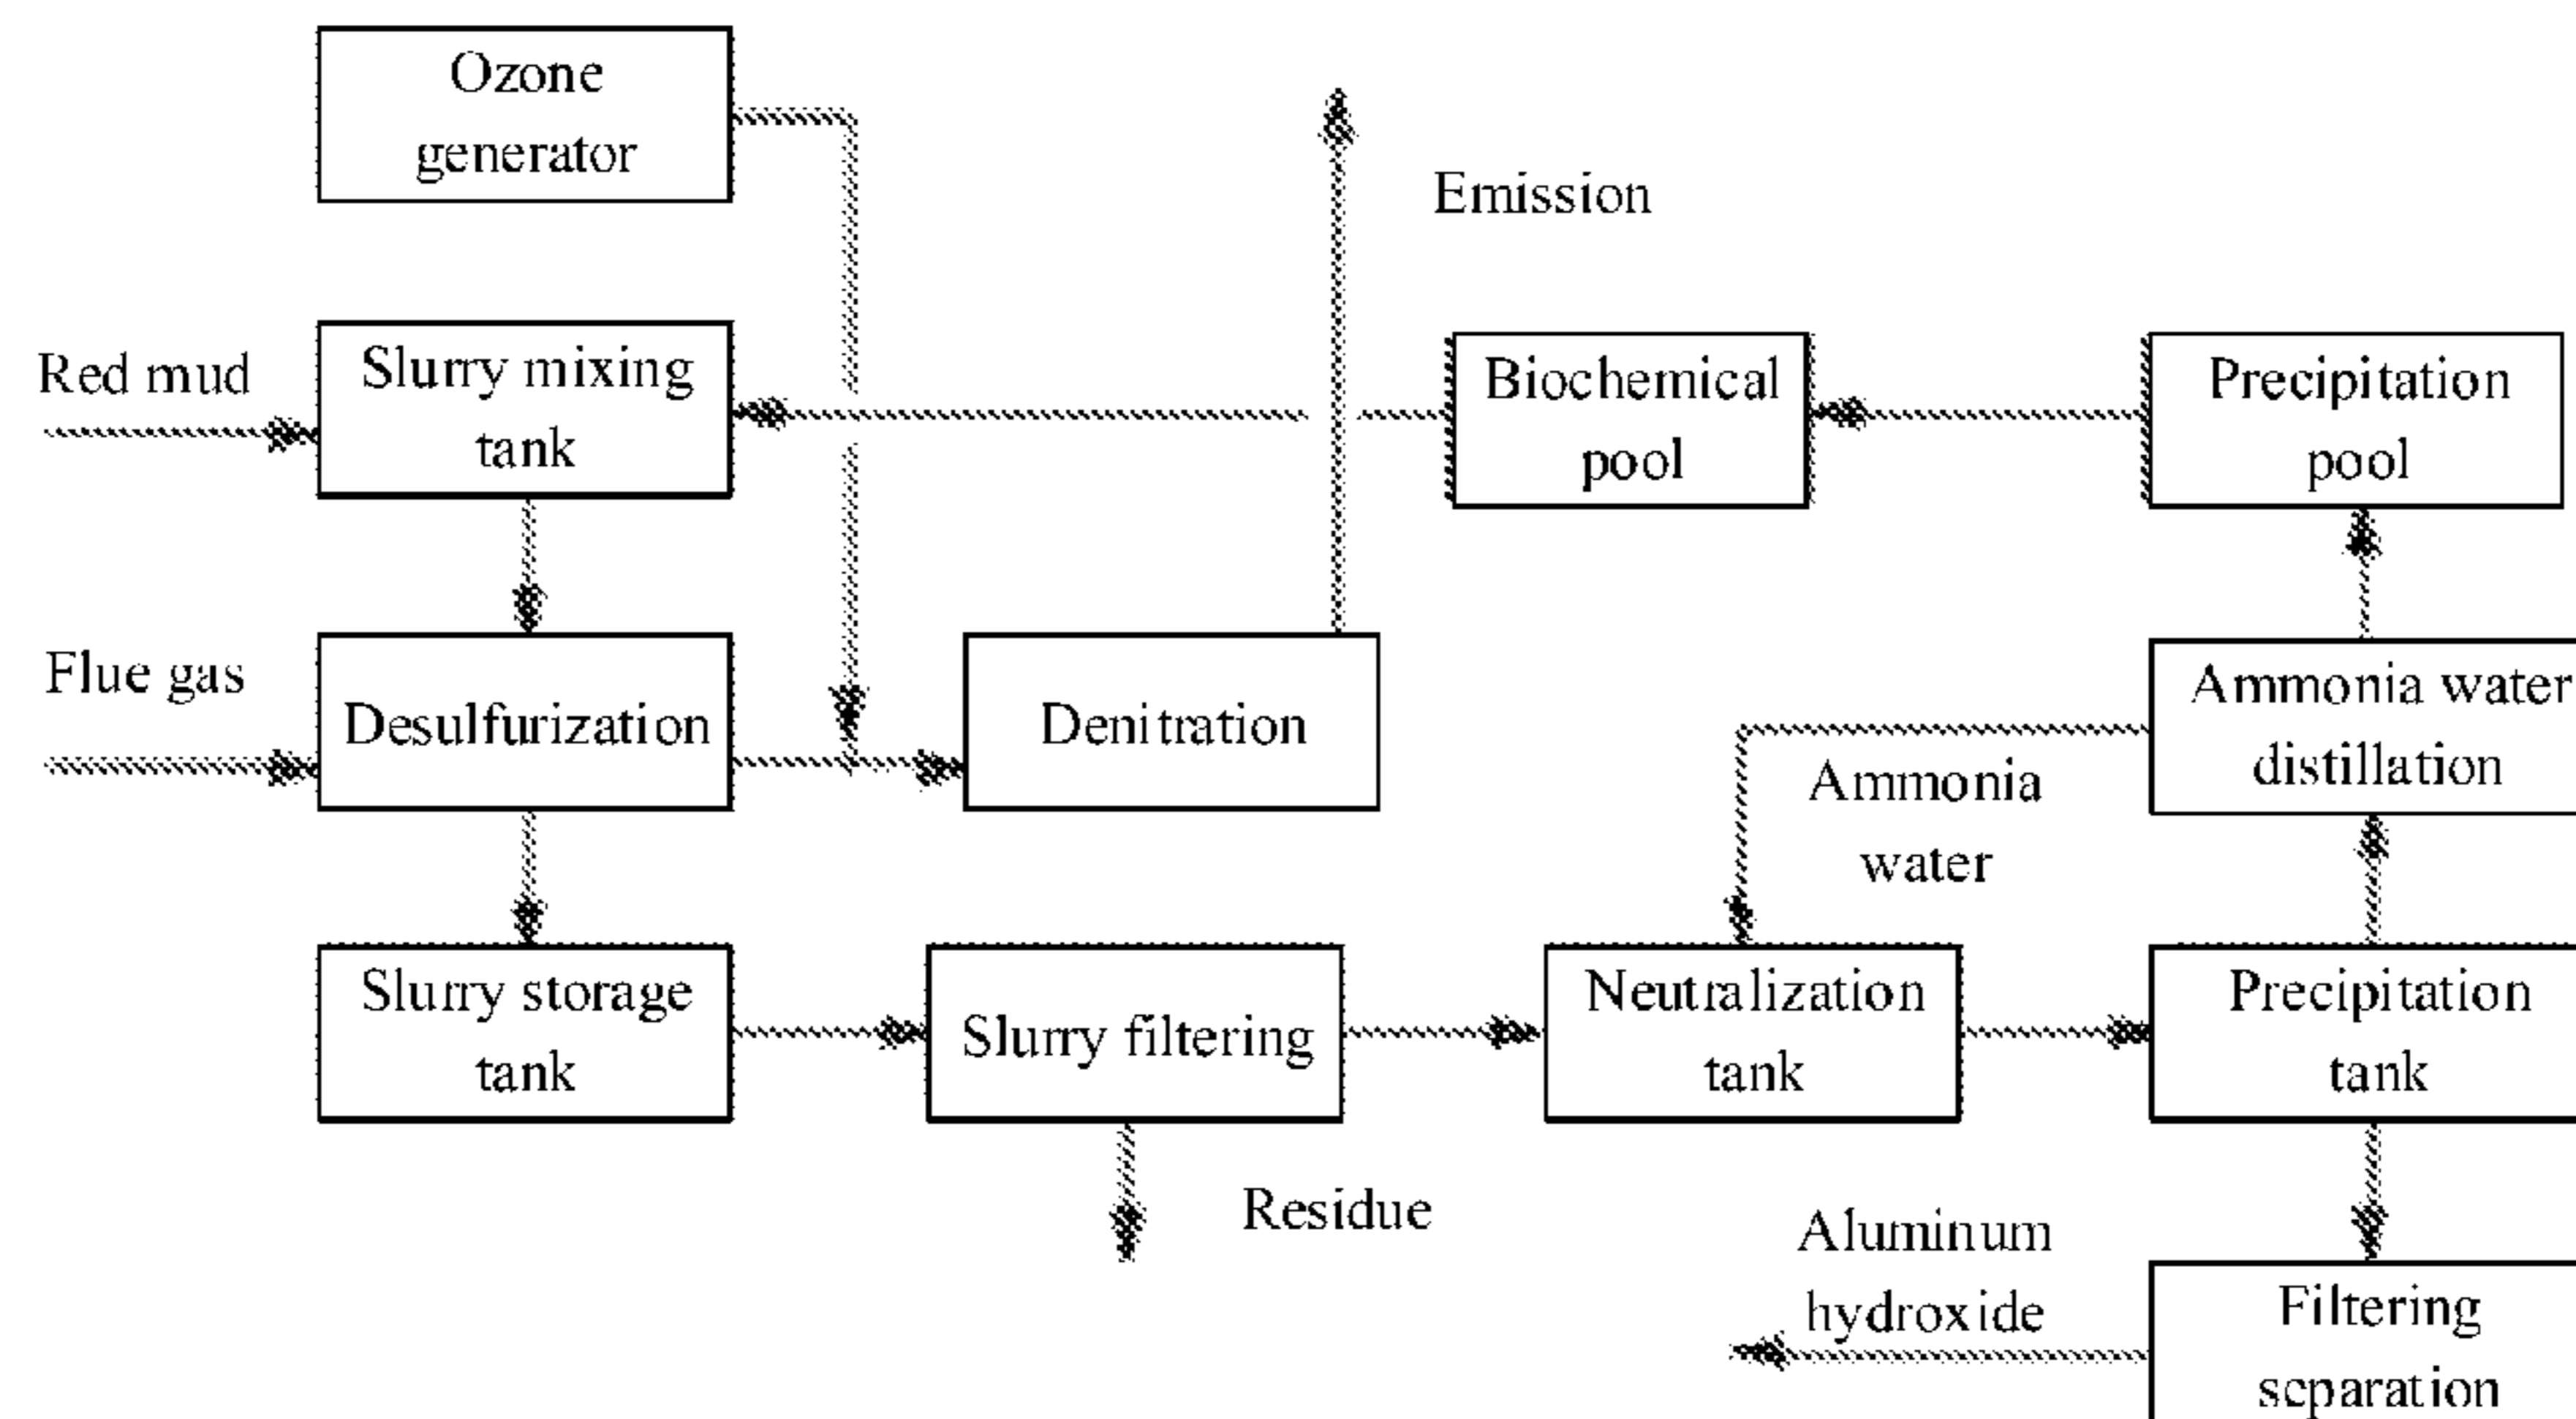 Ozone
generator
Emission
Red mud
Slurry mixing
tank
Biochemical
pool
Precipitation
pool
Flue gas
Desulfurization
Denitration
Ammonia water
distillation
Ammonia
water
Slurry storage
tank
Slurry filtering
Neutralization
tank
Precipitation
tank
Residue
Aluminum
hydroxide
Filtering
separation